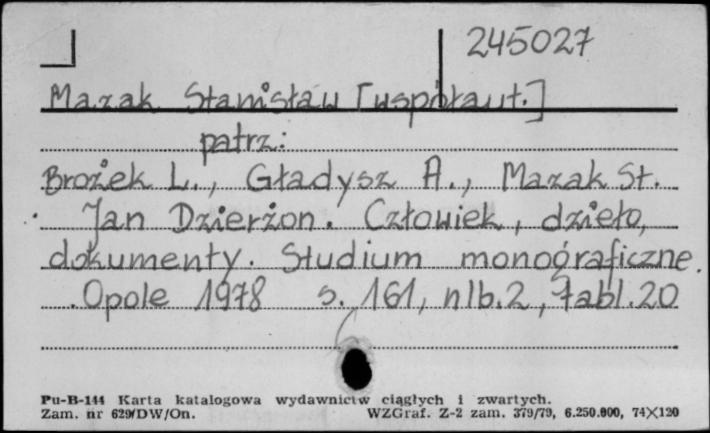 245027
Mazak Stanisław [współaut.]
patrz:
Brożek L., Gładysz A., Mazak St.
Jan Dzierżon. Człowiek, dzieło,
dokumenty. Studium monograficzne.
Opole 1978 s. 161, nlb. 2, tabl. 20
Pu-B-144 Karta katalogowa wydawnictw ciągłych i zwartych.
Zam. nr 629/DW/On. WZGraf. Z-2 zam. 379/79, 6.250.000, 74×120